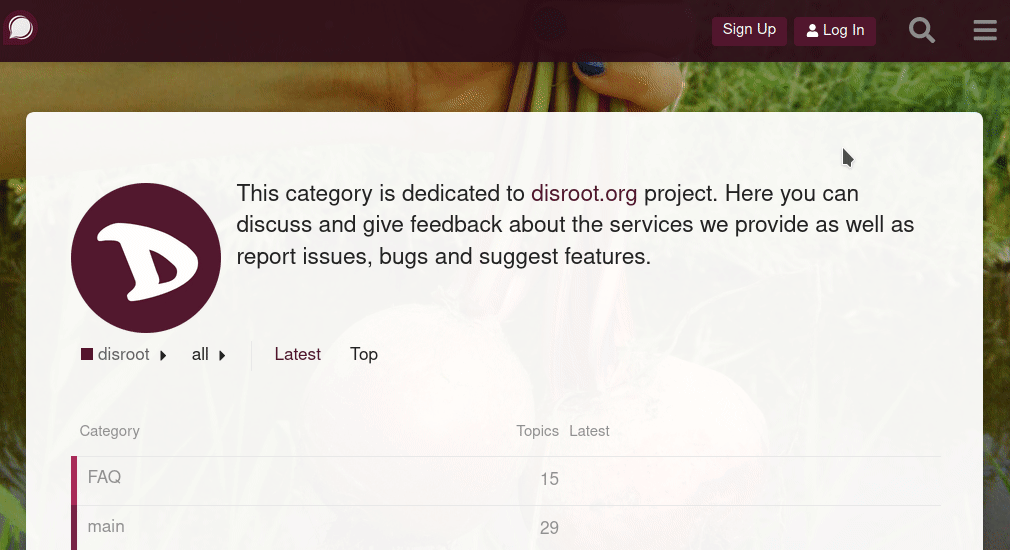 Sign Up Log In
This category is dedicated to disroot.org project. Here you can
discuss and give feedback about the services we provide as well as
report issues, bugs and suggest features.
D
disroot all Latest Top
Category Topics Latest
FAQ 15
main 29